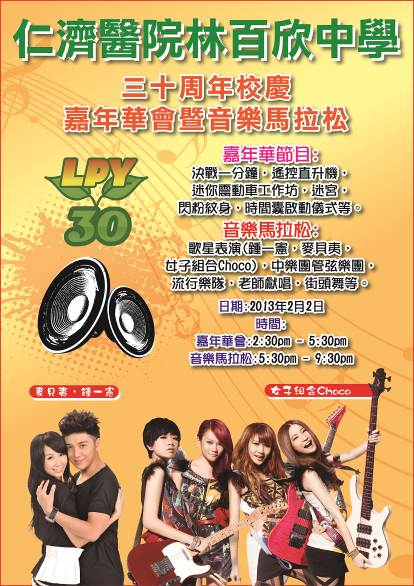 仁濟醫院林百欣中學
三十周年校慶
嘉年華會暨音樂馬拉松
LPY
30
嘉年華節目:
決戰一分鐘，遙控直升機，
迷你電動車工作坊，迷宮，
閃粉紋身，時間囊啟動儀式等。
音樂馬拉松:
歌星表演(鍾一憲，麥貝夷，
女子組合Choco)，中樂團管弦樂團，
流行樂隊，老師獻唱，街頭舞等。
日期:2013年2月2日
時間:
嘉年華會:2:30pm - 5:30pm
音樂馬拉松:5:30pm - 9:30pm
麥貝夷，鍾一憲
女子組合Choco